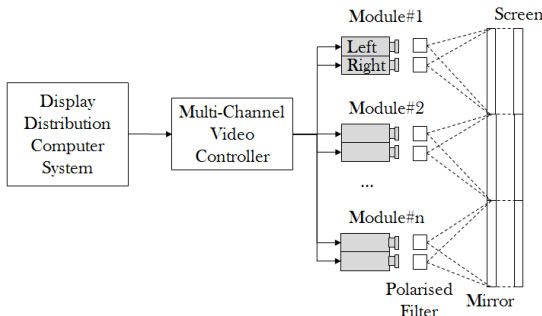 Module#1
Screen
Left
Right
Display
Distribution
Computer
System
Multi-Channel
Video
Controller
Module#2
...
Module#n
Polarised
Filter
Mirror